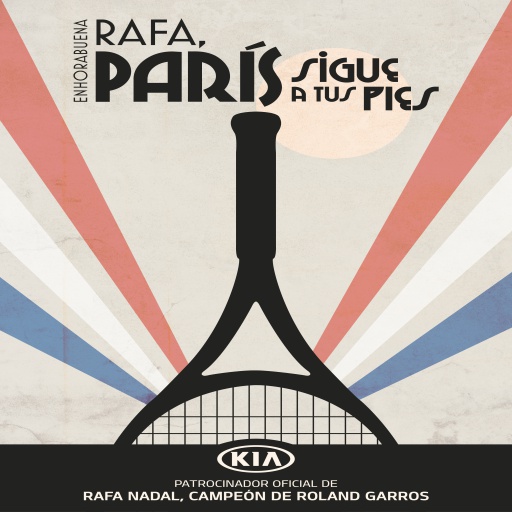 ENHORABUENA
RAFA,
PARÍS SIGUE
A TUS PIES
KIA
PATROCINADOR OFICIAL DE
RAFA NADAL, CAMPEÓN DE ROLAND GARROS